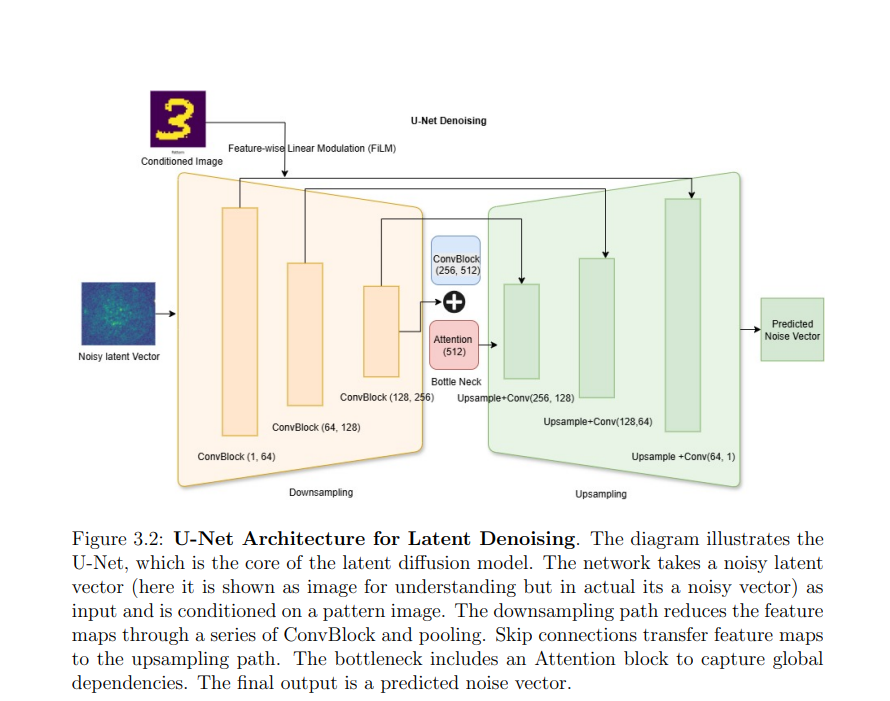 U-Net Denoising
Feature-wise Linear Modulation (FiLM)
Conditioned Image
ConvBlock
(256, 512)
Attention
(512)
Predicted
Noise Vector
Noisy latent Vector
Bottle Neck
ConvBlock (128, 256)
Upsample+Conv(256, 128)
ConvBlock (64, 128)
Upsample+Conv(128,64)
ConvBlock (1, 64)
Upsample +Conv(64, 1)
Downsampling
Upsampling
Figure 3.2: U-Net Architecture for Latent Denoising. The diagram illustrates the
U-Net, which is the core of the latent diffusion model. The network takes a noisy latent
vector (here it is shown as image for understanding but in actual its a noisy vector) as
input and is conditioned on a pattern image. The downsampling path reduces the feature
maps through a series of ConvBlock and pooling. Skip connections transfer feature maps
to the upsampling path. The bottleneck includes an Attention block to capture global
dependencies. The final output is a predicted noise vector.